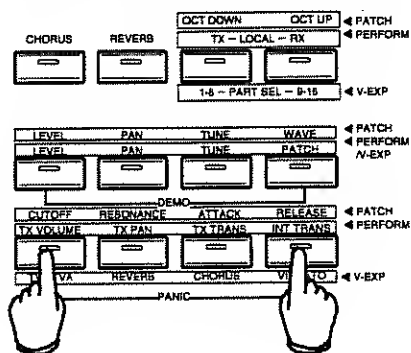 OCT DOWN OCT UP ◄ PATCH
CHORUS REVERB TX – LOCAL – RX ◄ PERFORM
1-8 – PART SEL – 9-16 ◄ V-EXP
◄ PATCH
LEVEL PAN TUNE WAVE ◄ PERFORM
LEVEL PAN TUNE PATCH /V-EXP
DEMO
CUTOFF RESONANCE ATTACK RELEASE ◄ PATCH
TX VOLUME TX PAN TX TRANS INT TRANS ◄ PERFORM
REVERB CHORUS ◄ V-EXP
PANIC